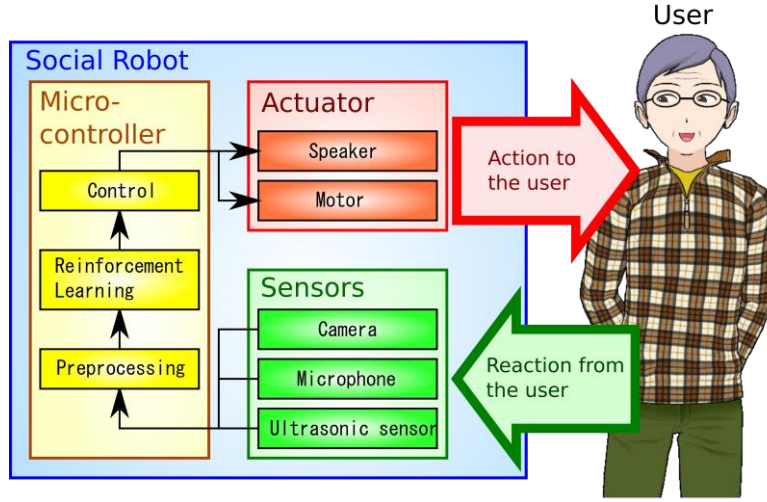 User
Social Robot
Micro-
controller
Control
Reinforcement
Learning
Preprocessing
Actuator
Speaker
Motor
Sensors
Camera
Microphone
Ultrasonic sensor
Action to
the user
Reaction from
the user